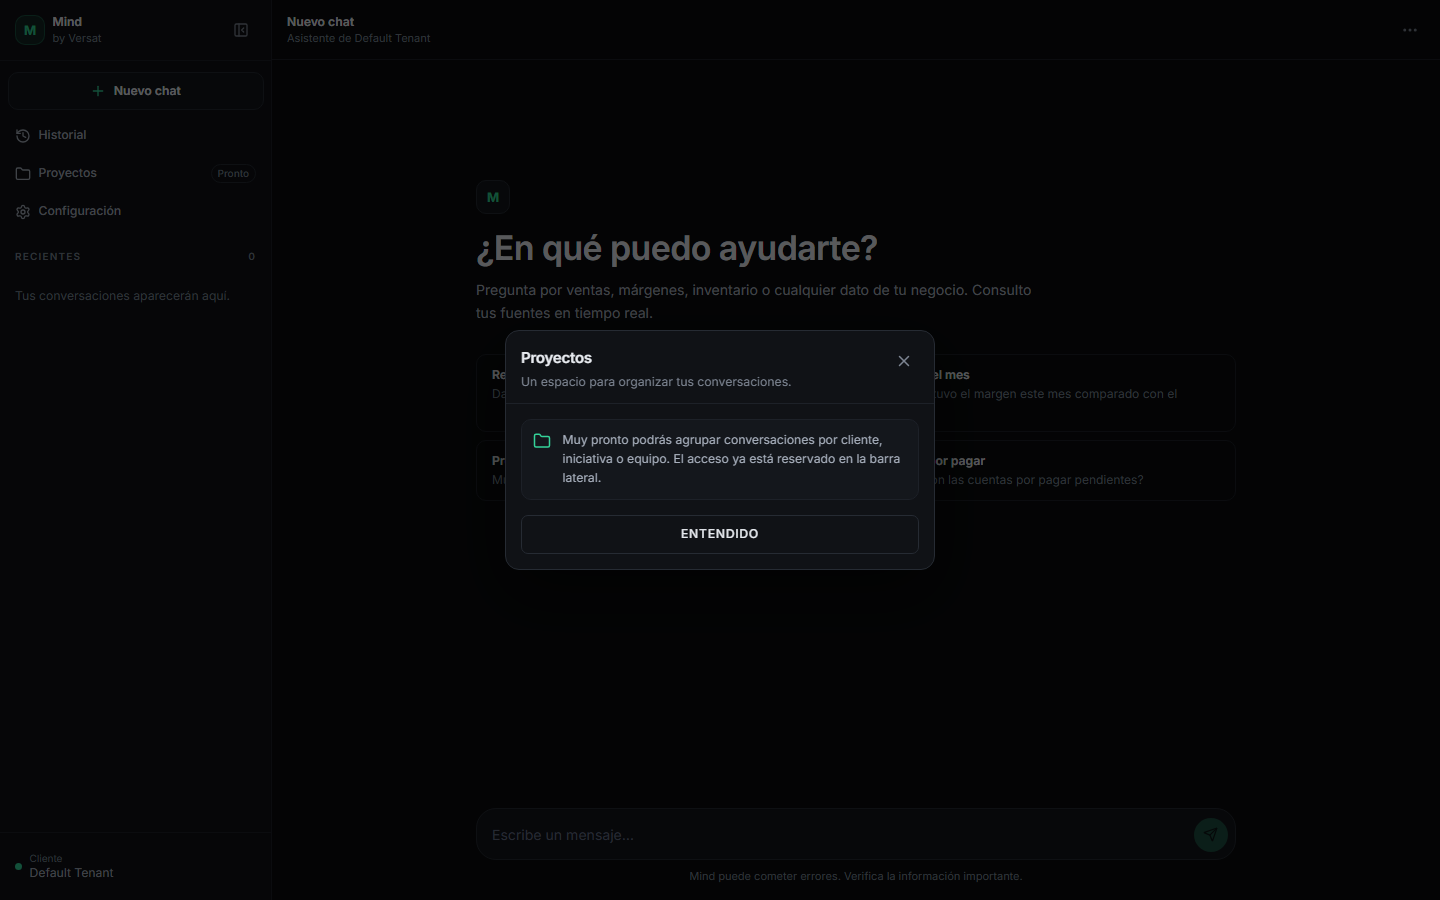 M
Mind
by Versat
Nuevo chat
Historial
Proyectos
Pronto
Configuración
RECIENTES
0
Tus conversaciones aparecerán aquí.
Cliente
Default Tenant
Nuevo chat
Asistente de Default Tenant
M
¿En qué puedo ayudarte?
Pregunta por ventas, márgenes, inventario o cualquier dato de tu negocio. Consulto
tus fuentes en tiempo real.
el mes
tuvo el margen este mes comparado con el
or pagar
on las cuentas por pagar pendientes?
Proyectos
Un espacio para organizar tus conversaciones.
Muy pronto podrás agrupar conversaciones por cliente,
iniciativa o equipo. El acceso ya está reservado en la barra
lateral.
ENTENDIDO
Escribe un mensaje...
Mind puede cometer errores. Verifica la información importante.